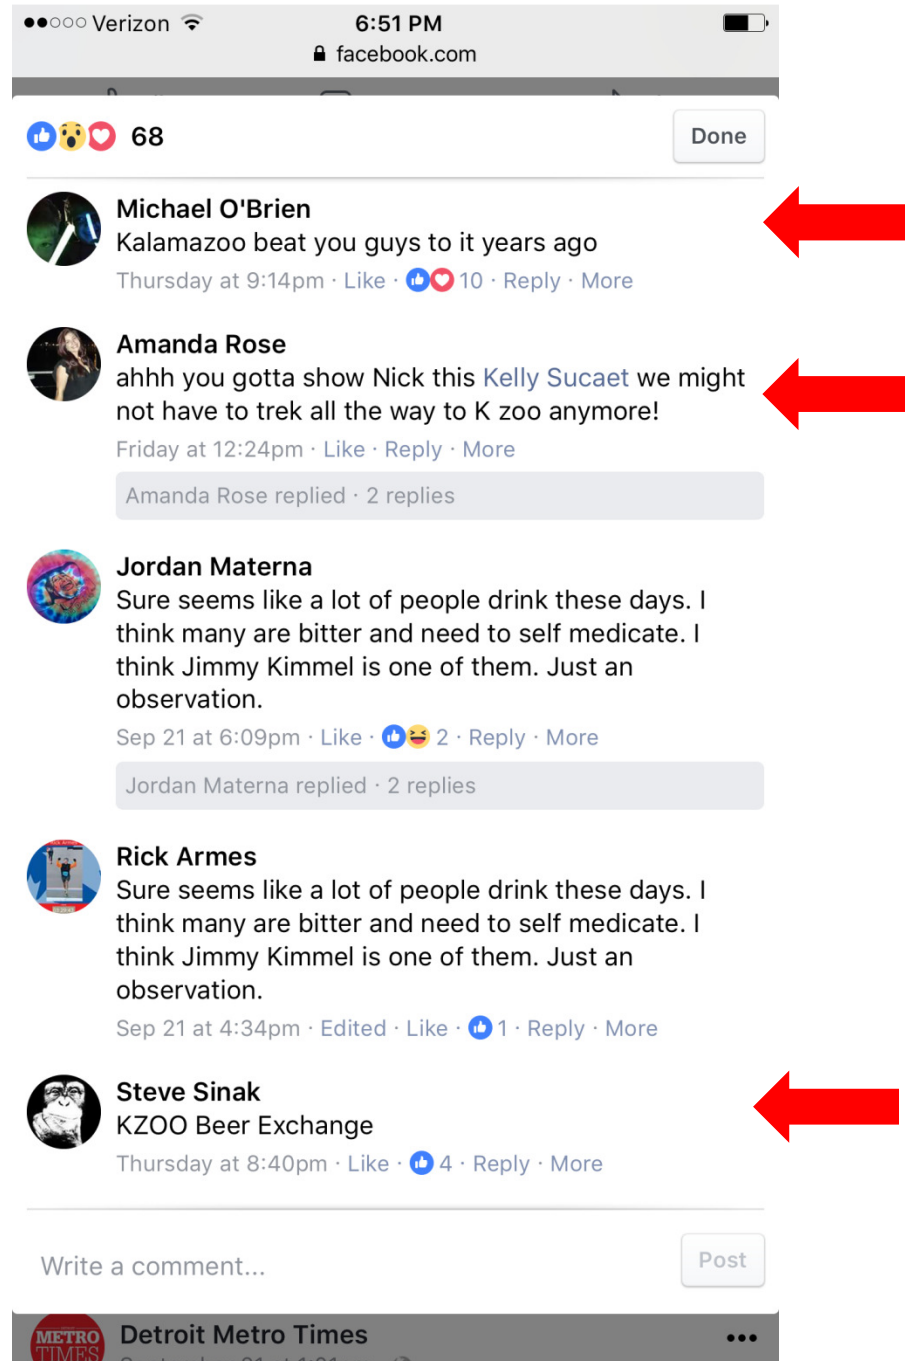 Verizon 6:51 PM
facebook.com
68 Done
Michael O'Brien
Kalamazoo beat you guys to it years ago
Thursday at 9:14pm · Like · 10 · Reply · More
Amanda Rose
ahhh you gotta show Nick this Kelly Sucaet we might
not have to trek all the way to K zoo anymore!
Friday at 12:24pm · Like · Reply · More
Amanda Rose replied · 2 replies
Jordan Materna
Sure seems like a lot of people drink these days. I
think many are bitter and need to self medicate. I
think Jimmy Kimmel is one of them. Just an
observation.
Sep 21 at 6:09pm · Like · 2 · Reply · More
Jordan Materna replied · 2 replies
Rick Armes
Sure seems like a lot of people drink these days. I
think many are bitter and need to self medicate. I
think Jimmy Kimmel is one of them. Just an
observation.
Sep 21 at 4:34pm · Edited · Like · 1 · Reply · More
Steve Sinak
KZOO Beer Exchange
Thursday at 8:40pm · Like · 4 · Reply · More
Write a comment... Post
METRO
TIMES
Detroit Metro Times